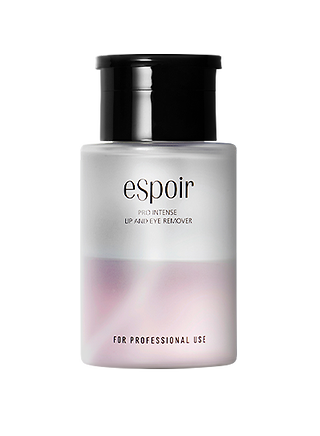 eSpoir
PRO INTENSE
LIP AND EYE REMOVER
FOR PROFESSIONAL USE